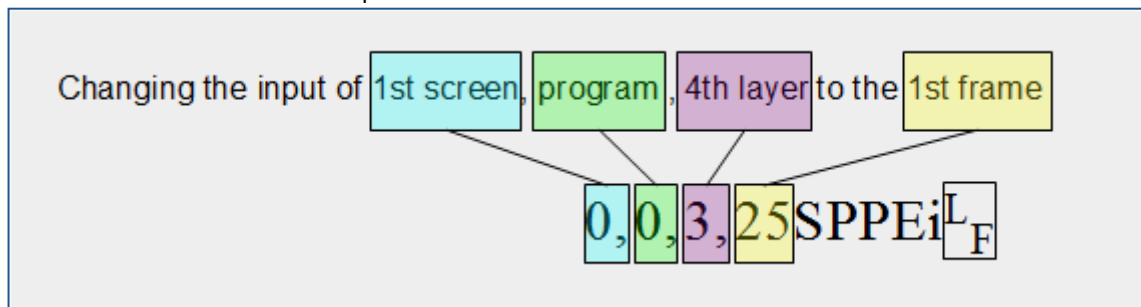 Changing the input of 1st screen, program , 4th layer to the 1st frame
0,0,3,25SPPEiLF